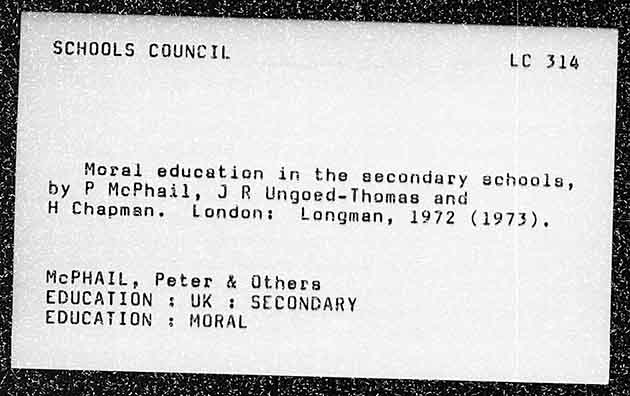 SCHOOLS COUNCIL
LC 314
Moral education in the secondary schools,
by P McPhail, J R Ungoed-Thomas and
H Chapman. London: Longman, 1972 (1973).
McPHAIL, Peter & Others
EDUCATION : UK : SECONDARY
EDUCATION : MORAL